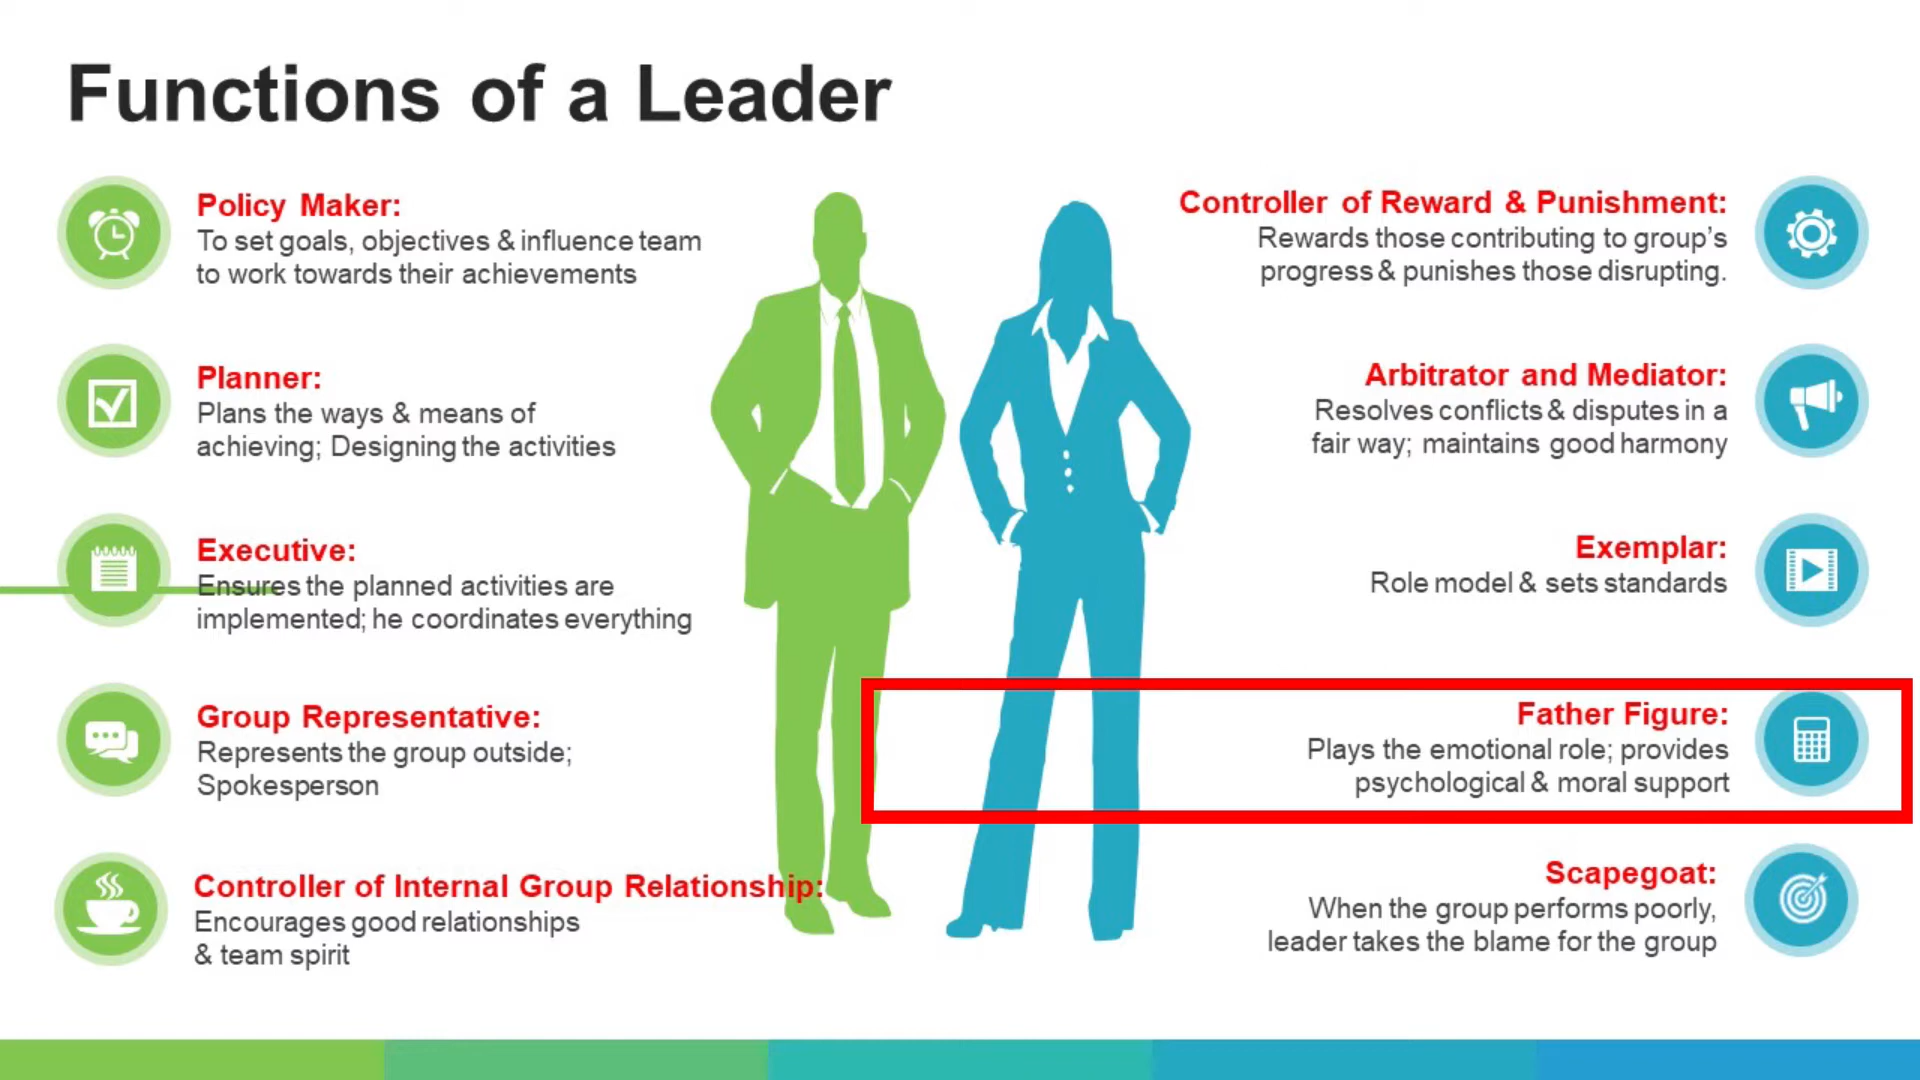 Functions of a Leader
Policy Maker:
To set goals, objectives & influence team
to work towards their achievements
Planner:
Plans the ways & means of
achieving; Designing the activities
Executive:
Ensures the planned activities are
implemented; he coordinates everything
Group Representative:
Represents the group outside;
Spokesperson
Controller of Internal Group Relationship:
Encourages good relationships
& team spirit
Controller of Reward & Punishment:
Rewards those contributing to group's
progress & punishes those disrupting.
Arbitrator and Mediator:
Resolves conflicts & disputes in a
fair way; maintains good harmony
Exemplar:
Role model & sets standards
Father Figure:
Plays the emotional role; provides
psychological & moral support
Scapegoat:
When the group performs poorly,
leader takes the blame for the group